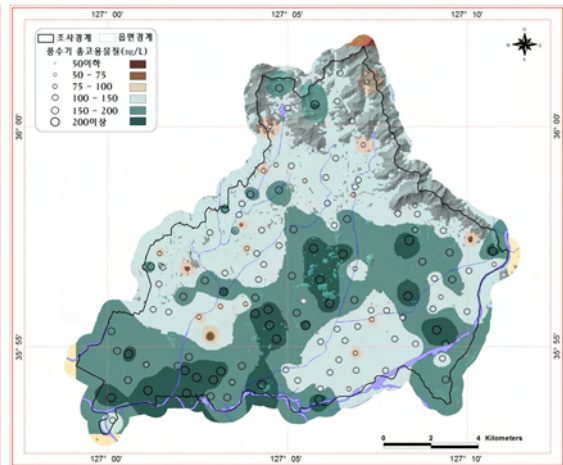 127° 00' 127° 05' 127° 10'
조사경계 읍면경계
풍수기 총고용물질(mg/L)
50이하
50 - 75
75 - 100
100 - 150
150 - 200
200이상
N
W E
S
36° 00' 36° 00'
35° 55' 35° 55'
0 2 4 Kilometers
127° 00' 127° 05' 127° 10'